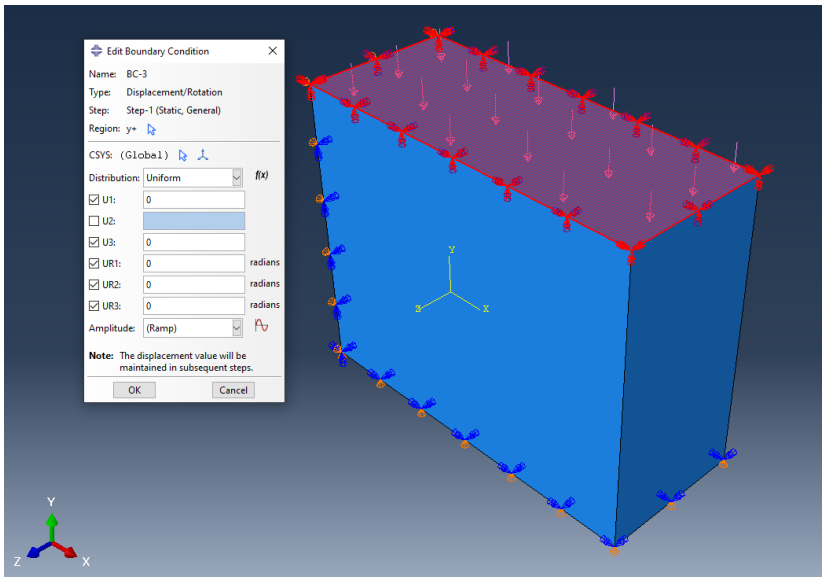 Edit Boundary Condition
Name: BC-3
Type: Displacement/Rotation
Step: Step-1 (Static, General)
Region: y+
CSYS: (Global)
Distribution: Uniform f(x)
U1: 0
U2:
U3: 0
UR1: 0 radians
UR2: 0 radians
UR3: 0 radians
Amplitude: (Ramp)
Note: The displacement value will be
maintained in subsequent steps.
OK Cancel
Y
Z X
Y
Z X